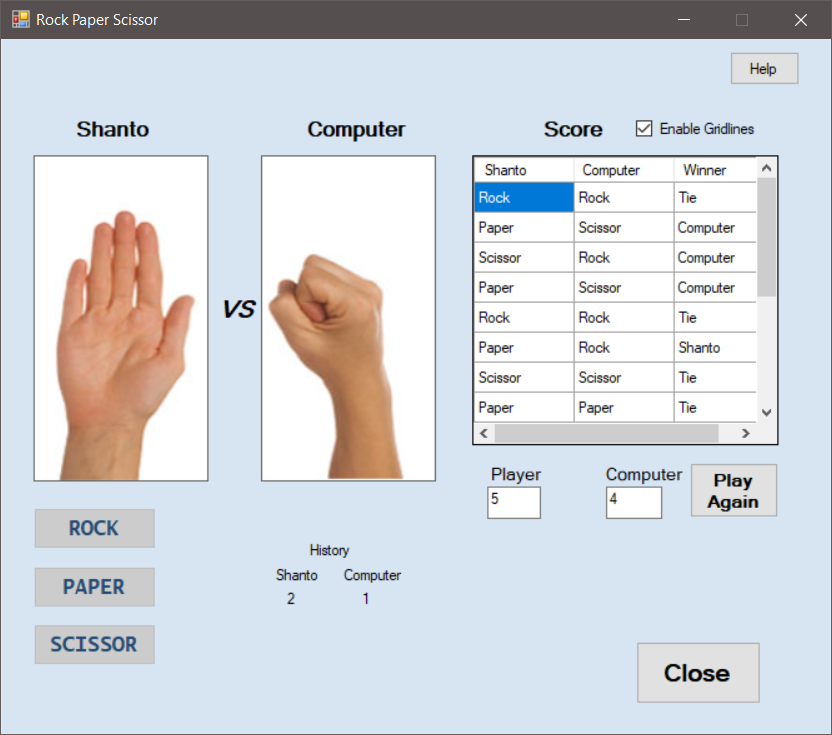 Rock Paper Scissor
Help
Shanto Computer Score Enable Gridlines
VS
Shanto Computer Winner
Rock Rock Tie
Paper Scissor Computer
Scissor Rock Computer
Paper Scissor Computer
Rock Rock Tie
Paper Rock Shanto
Scissor Scissor Tie
Paper Paper Tie
Player Computer
5 4
Play
Again
ROCK
PAPER
SCISSOR
History
Shanto Computer
2 1
Close